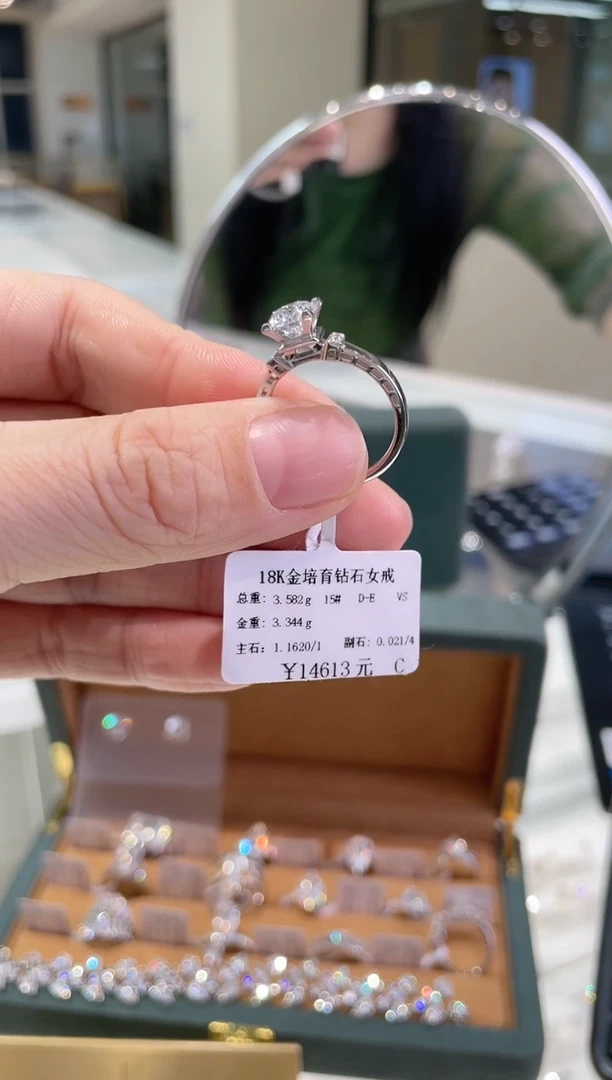 18K金培育钻石女戒
总重: 3.582g 15# D-E VS
金重: 3.344g
主石: 1.1620/1 副石: 0.021/4
¥14613元 C